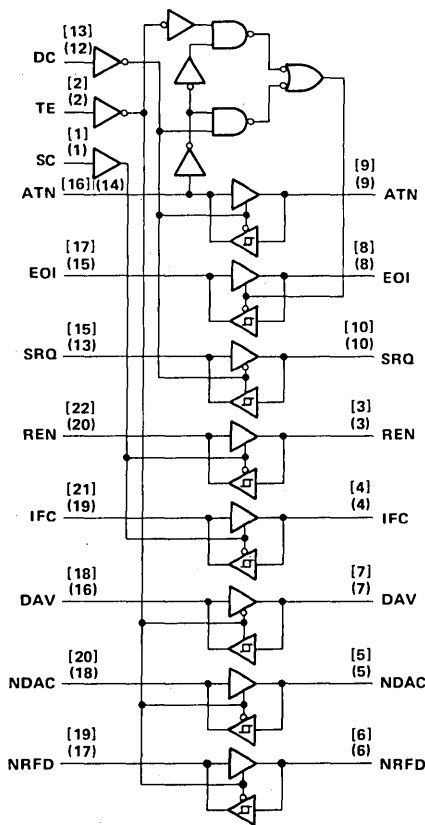 [13]
(12)
DC
[2]
(2)
TE
[1]
(1)
SC
[16] (14)
ATN
[9]
(9)
ATN
[17]
(15)
EOI
[8]
(8)
EOI
[15]
(13)
SRQ
[10]
(10)
SRQ
[22]
(20)
REN
[3]
(3)
REN
[21]
(19)
IFC
[4]
(4)
IFC
[18]
(16)
DAV
[7]
(7)
DAV
[20]
(18)
NDAC
[5]
(5)
NDAC
[19]
(17)
NRFD
[6]
(6)
NRFD